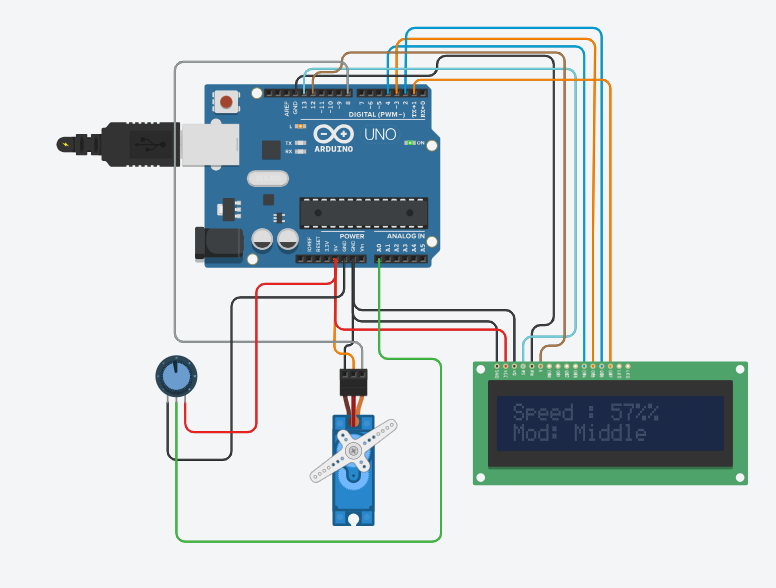 AREF
GND
13
12
~11
~10
~9
8
7
~6
~5
4
~3
2
TX→1
RX←0
DIGITAL (PWM~)
L
TX
RX
UNO
ARDUINO
ON
POWER
ANALOG IN
IOREF
RESET
3.3V
5V
GND
GND
Vin
A0
A1
A2
A3
A4
A5
Speed : 57%%
Mod: Middle